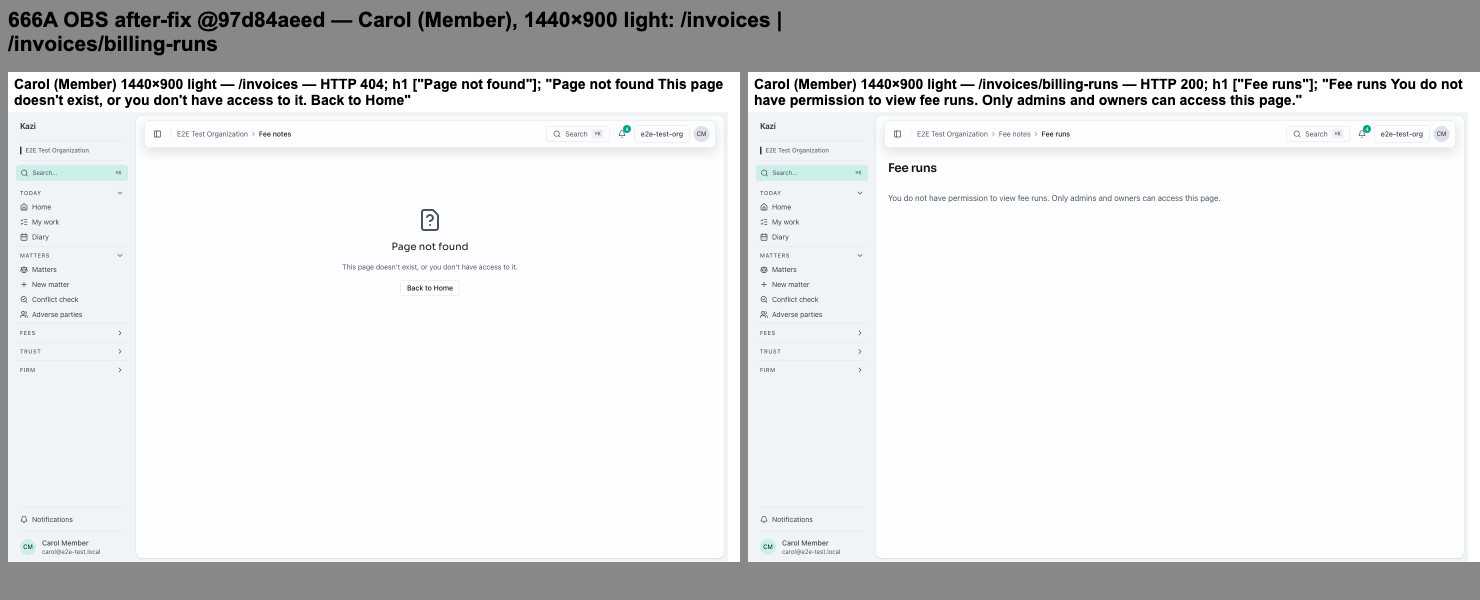 666A OBS after-fix @97d84aeed — Carol (Member), 1440×900 light: /invoices |
/invoices/billing-runs
Carol (Member) 1440×900 light — /invoices — HTTP 404; h1 ["Page not found"]; "Page not found This page
doesn't exist, or you don't have access to it. Back to Home"
Kazi
E2E Test Organization
Search... ⌘K
TODAY
Home
My work
Diary
MATTERS
Matters
New matter
Conflict check
Adverse parties
FEES
TRUST
FIRM
Notifications
CM
Carol Member
carol@e2e-test.local
E2E Test Organization > Fee notes
Search ⌘K
4
e2e-test-org
CM
Page not found
This page doesn't exist, or you don't have access to it.
Back to Home
Carol (Member) 1440×900 light — /invoices/billing-runs — HTTP 200; h1 ["Fee runs"]; "Fee runs You do not
have permission to view fee runs. Only admins and owners can access this page."
Kazi
E2E Test Organization
Search... ⌘K
TODAY
Home
My work
Diary
MATTERS
Matters
New matter
Conflict check
Adverse parties
FEES
TRUST
FIRM
Notifications
CM
Carol Member
carol@e2e-test.local
E2E Test Organization > Fee notes > Fee runs
Search ⌘K
4
e2e-test-org
CM
Fee runs
You do not have permission to view fee runs. Only admins and owners can access this page.